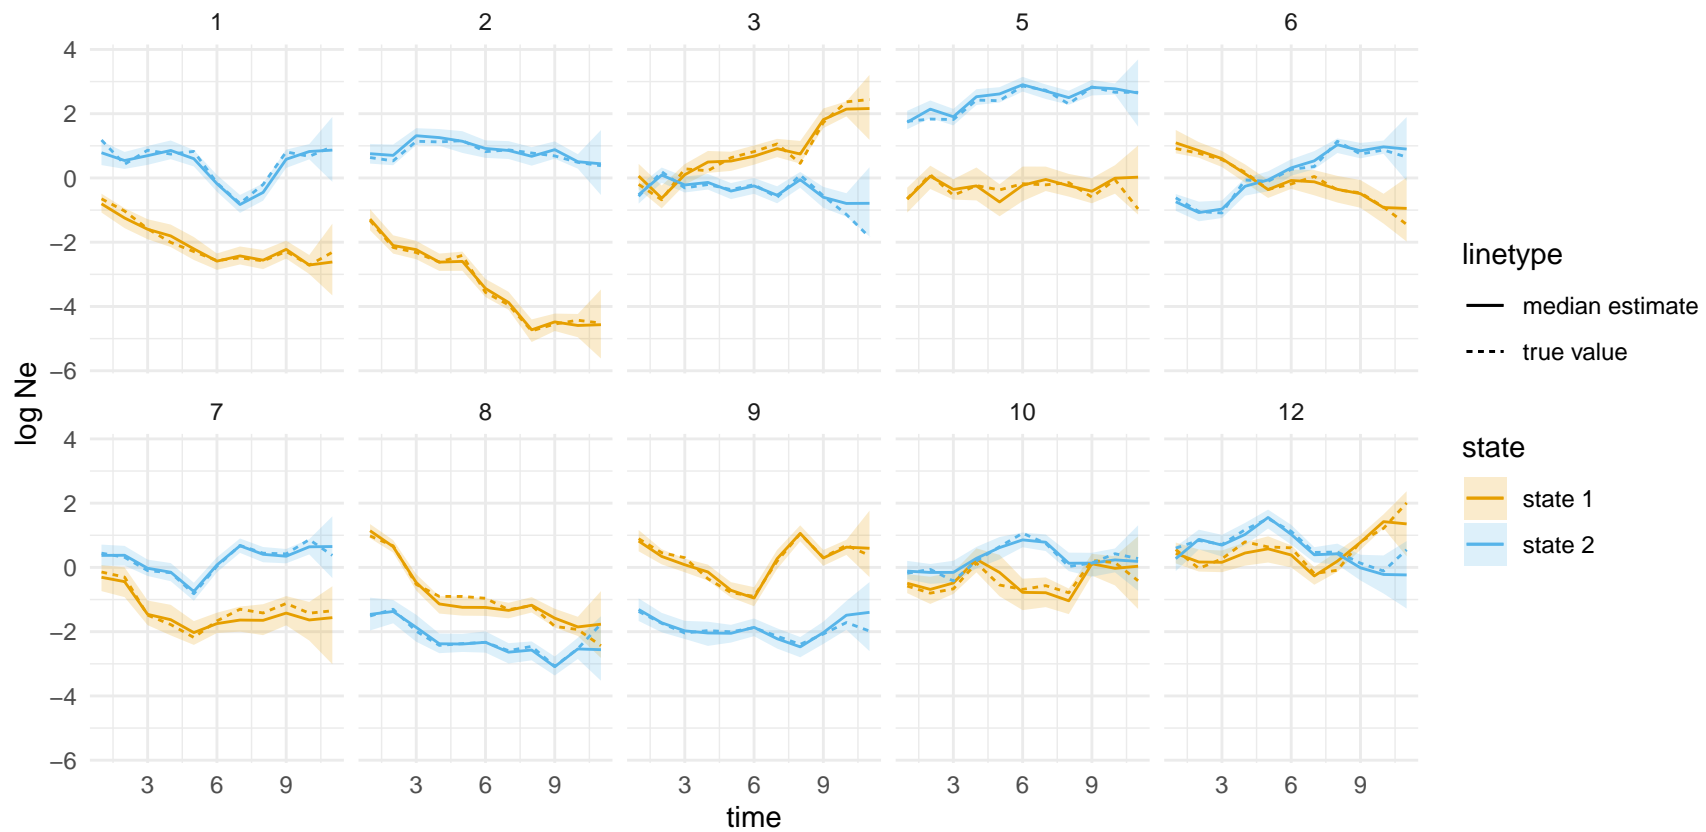 1 2 3 5 6
4
2
0
−2
−4
−6
7 8 9 10 12
4
2
0
−2
−4
−6
3 6 9 3 6 9 3 6 9 3 6 9 3 6 9
time
log Ne
linetype
median estimate
true value
state
state 1
state 2